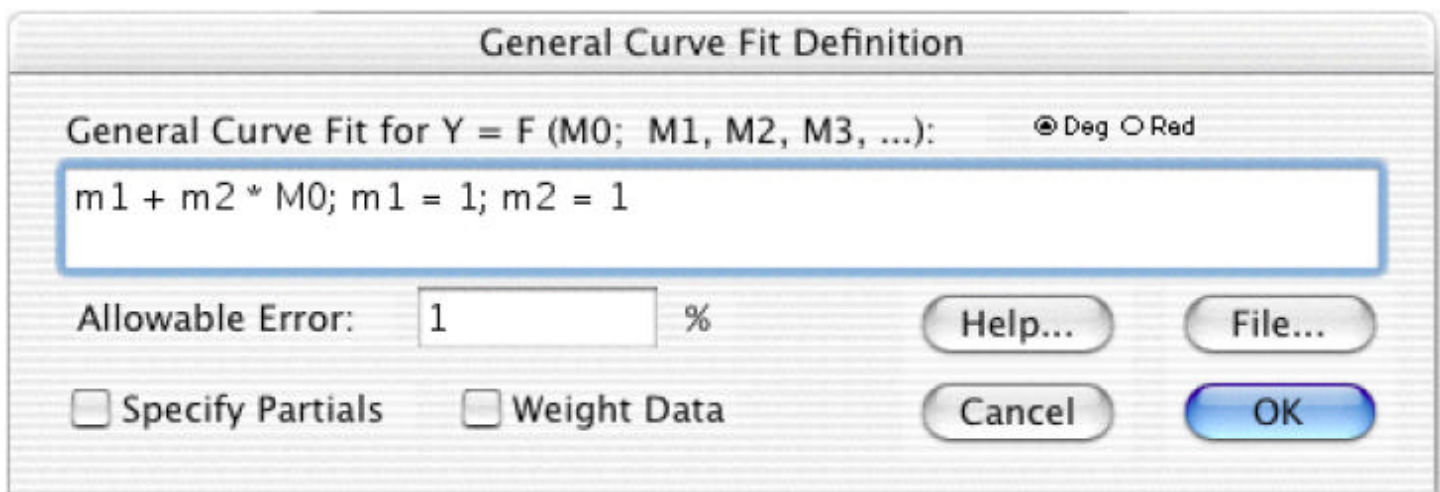 General Curve Fit Definition
General Curve Fit for Y = F (M0; M1, M2, M3, ...): Deg Rad
m1 + m2 * M0; m1 = 1; m2 = 1
Allowable Error: 1 % Help... File...
Specify Partials Weight Data Cancel OK